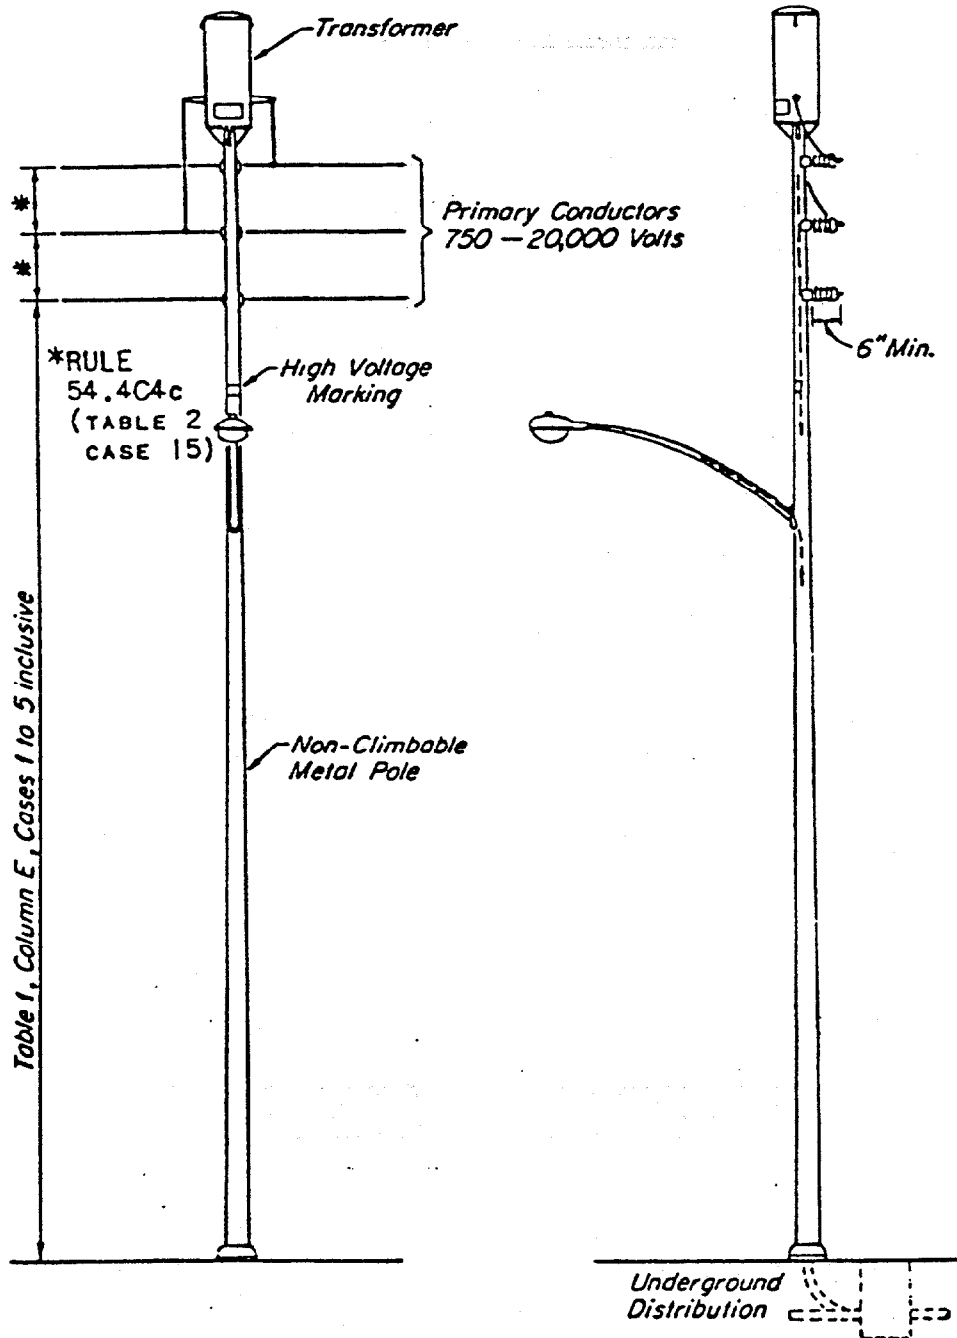 Transformer
*
*
Primary Conductors
750 – 20,000 Volts
6" Min.
*RULE
54.4C4c
(TABLE 2
CASE 15)
High Voltage
Marking
Table 1, Column E, Cases 1 to 5 inclusive
Non-Climbable
Metal Pole
Underground
Distribution